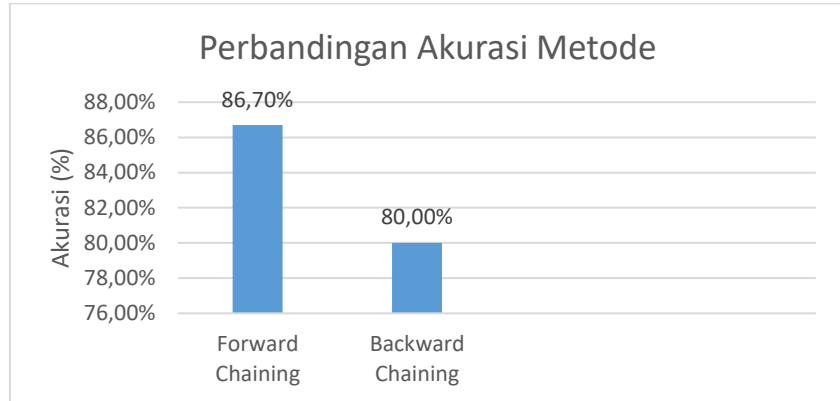 Perbandingan Akurasi Metode
Akurasi (%)
88,00%
86,00%
84,00%
82,00%
80,00%
78,00%
76,00%
86,70%
80,00%
Forward
Chaining
Backward
Chaining